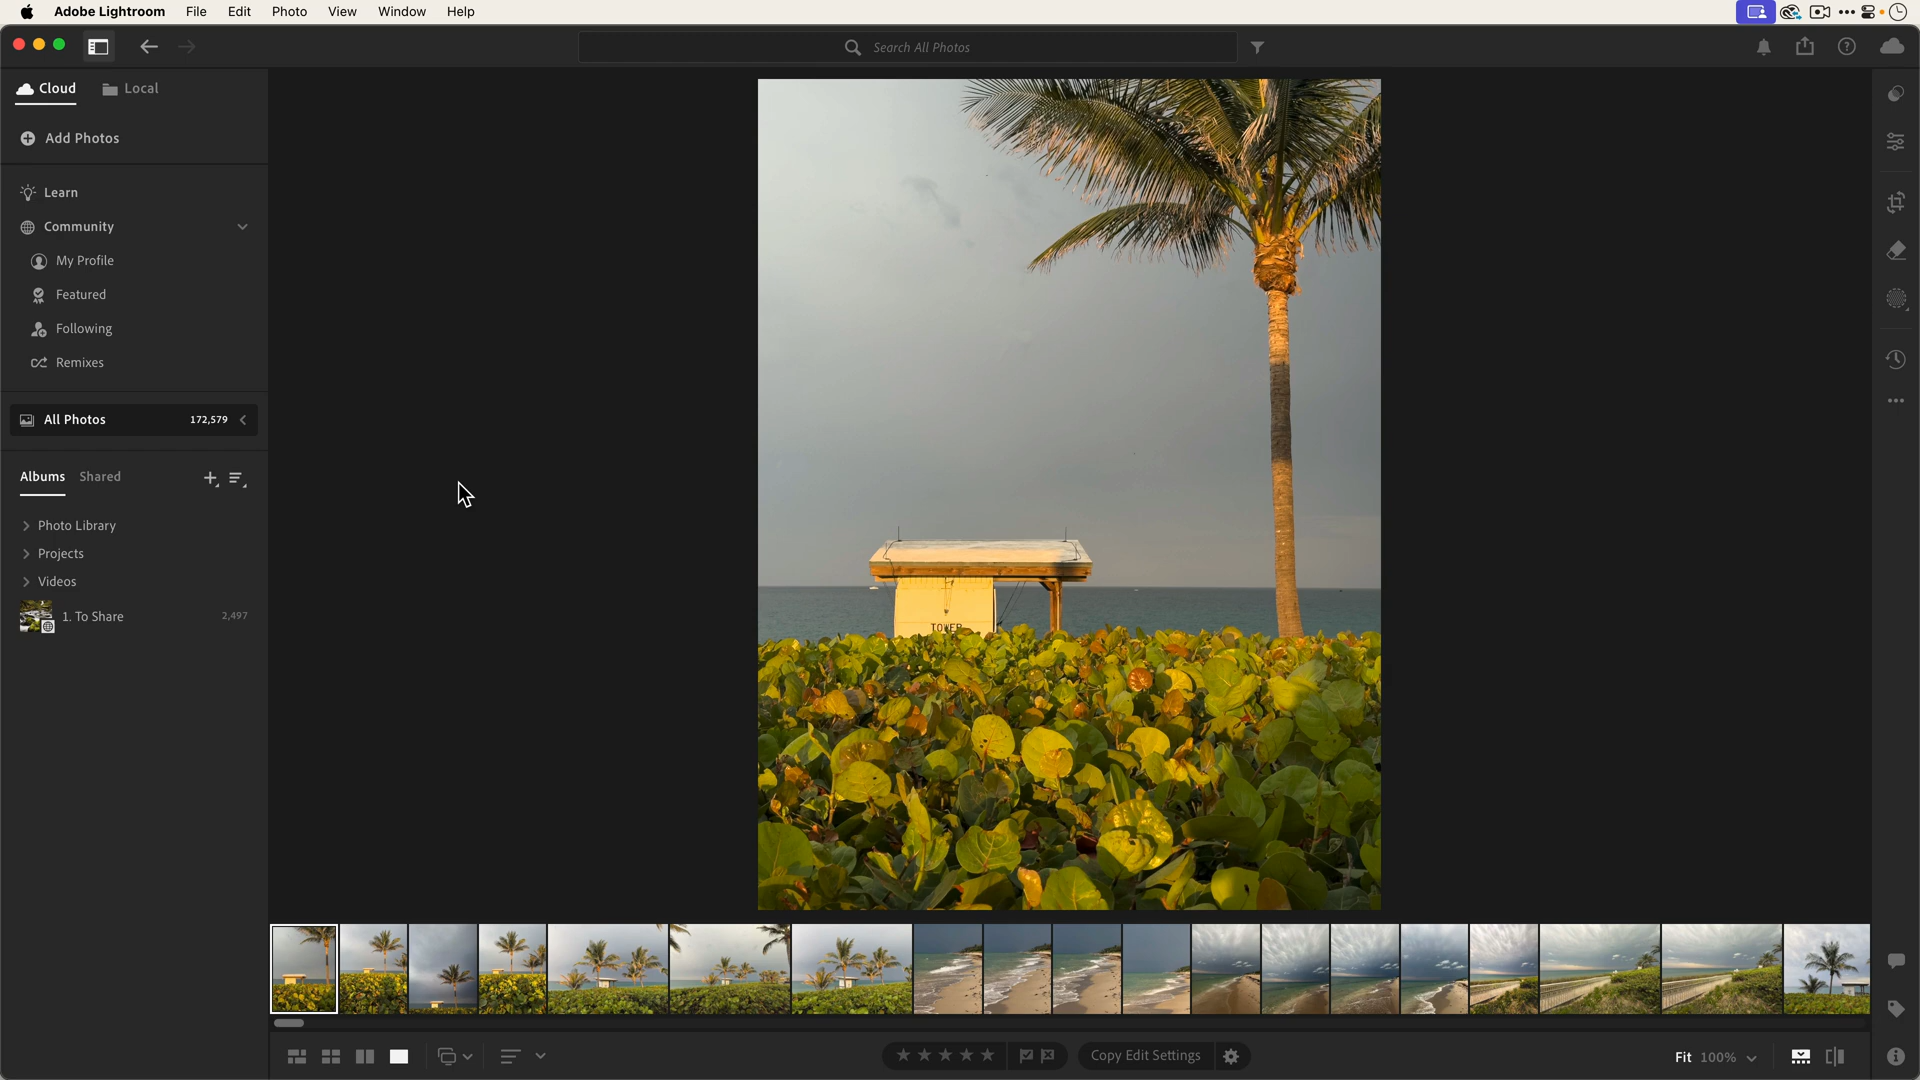 Adobe Lightroom File Edit Photo View Window Help
Search All Photos
Cloud Local
Add Photos
Learn
Community
My Profile
Featured
Following
Remixes
All Photos 172,579
Albums Shared
Photo Library
Projects
Videos
1. To Share 2,497
TOWER
Copy Edit Settings
Fit 100%